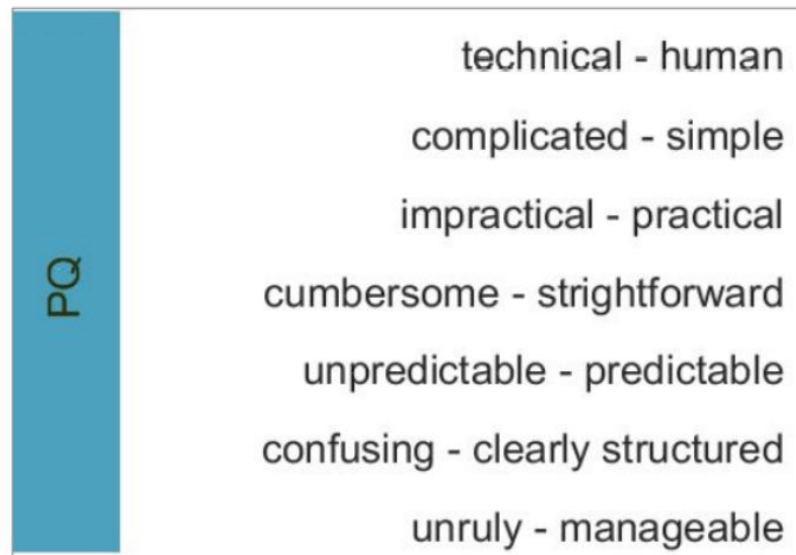 PQ
technical - human
complicated - simple
impractical - practical
cumbersome - strightforward
unpredictable - predictable
confusing - clearly structured
unruly - manageable